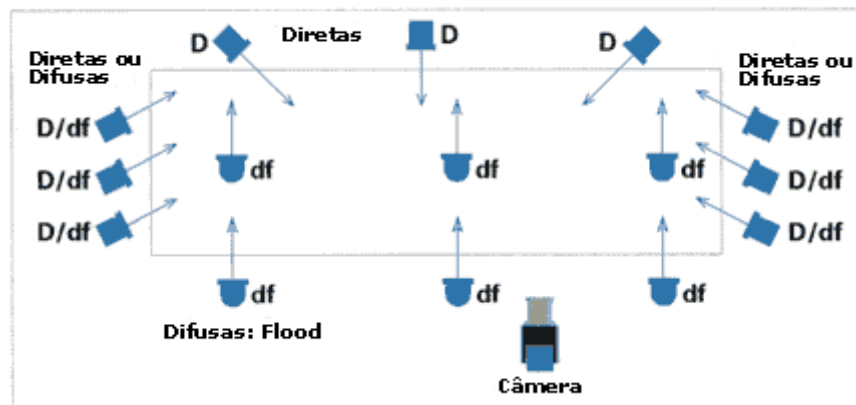 D Diretas D D
Diretas ou
Difusas
Diretas ou
Difusas
D/df D/df
D/df df df df D/df
D/df D/df
df df df
Difusas: Flood
Câmera